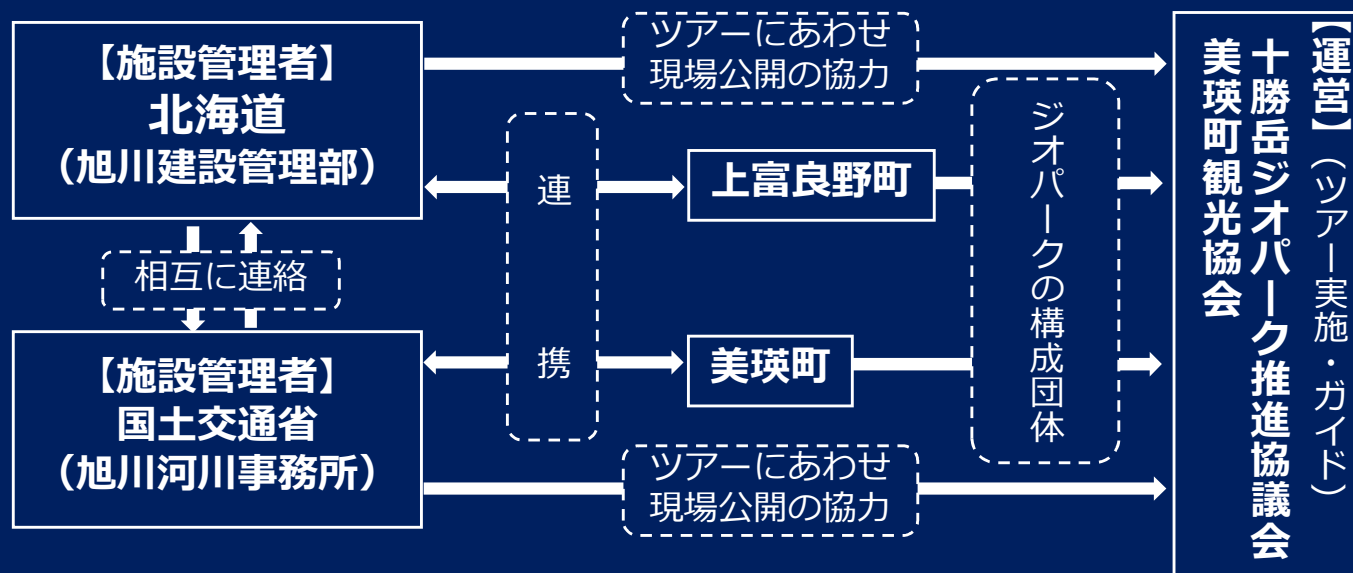 【施設管理者】
北海道
（旭川建設管理部）
ツアーにあわせ
現場公開の協力
相互に連絡
連携
上富良野町
美瑛町
ジオパークの構成団体
【施設管理者】
国土交通省
（旭川河川事務所）
ツアーにあわせ
現場公開の協力
【運営】（ツアー実施・ガイド）
十勝岳ジオパーク推進協議会
美瑛町観光協会